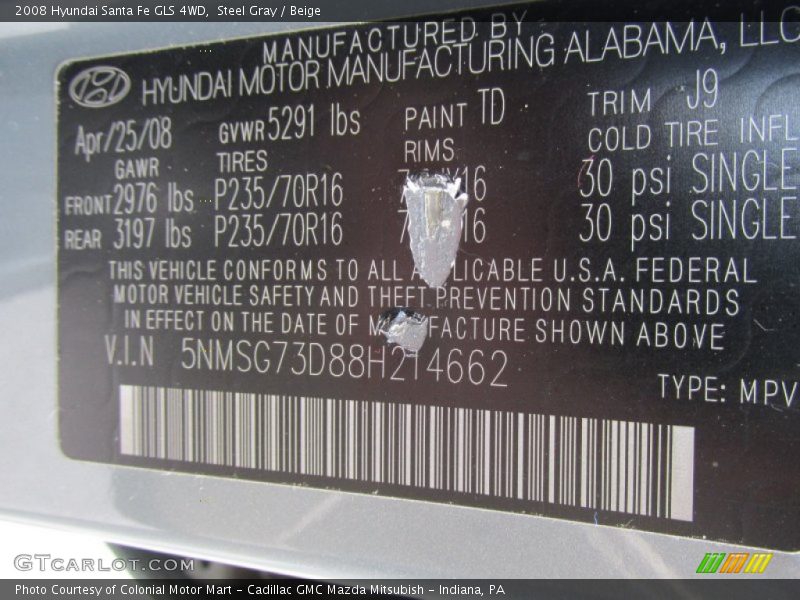 2008 Hyundai Santa Fe GLS 4WD, Steel Gray / Beige
MANUFACTURED BY
HYUNDAI MOTOR MANUFACTURING ALABAMA, LLC
Apr/25/08 GVWR 5291 lbs PAINT TD TRIM J9
GAWR TIRES RIMS COLD TIRE INFL
FRONT 2976 lbs P235/70R16 30 psi SINGLE
REAR 3197 lbs P235/70R16 30 psi SINGLE
THIS VEHICLE CONFORMS TO ALL U.S.A. FEDERAL
MOTOR VEHICLE SAFETY AND THEFT PREVENTION STANDARDS
IN EFFECT ON THE DATE OF SHOWN ABOVE
V.I.N 5NMSG73D88H214662
TYPE: MPV
GTCARLOT.COM
Photo Courtesy of Colonial Motor Mart - Cadillac GMC Mazda Mitsubish - Indiana, PA